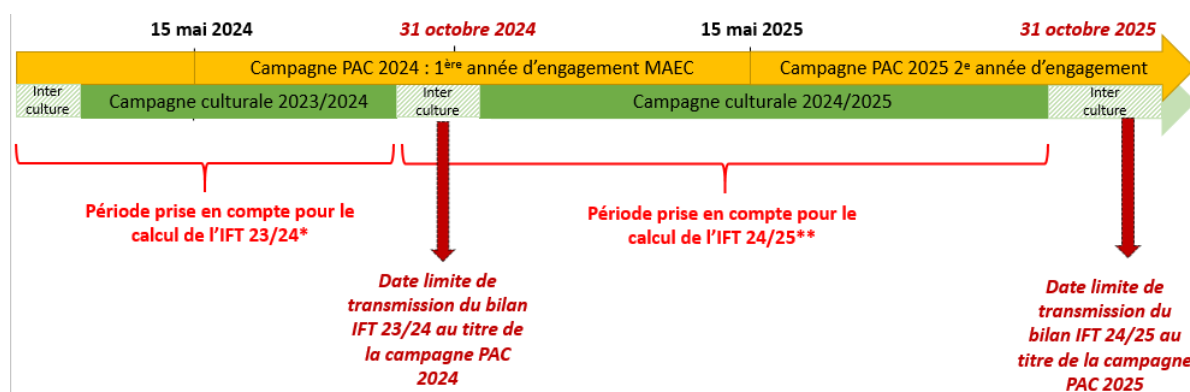 15 mai 2024
31 octobre 2024
15 mai 2025
31 octobre 2025
Campagne PAC 2024 : 1ère année d'engagement MAEC
Campagne PAC 2025 2e année d'engagement
Inter
culture
Campagne culturale 2023/2024
Inter
culture
Campagne culturale 2024/2025
Inter
culture
Période prise en compte pour le
calcul de l'IFT 23/24*
Période prise en compte pour le
calcul de l'IFT 24/25**
Date limite de
transmission du bilan
IFT 23/24 au titre de
la campagne PAC
2024
Date limite de
transmission du
bilan IFT 24/25 au
titre de la campagne
PAC 2025